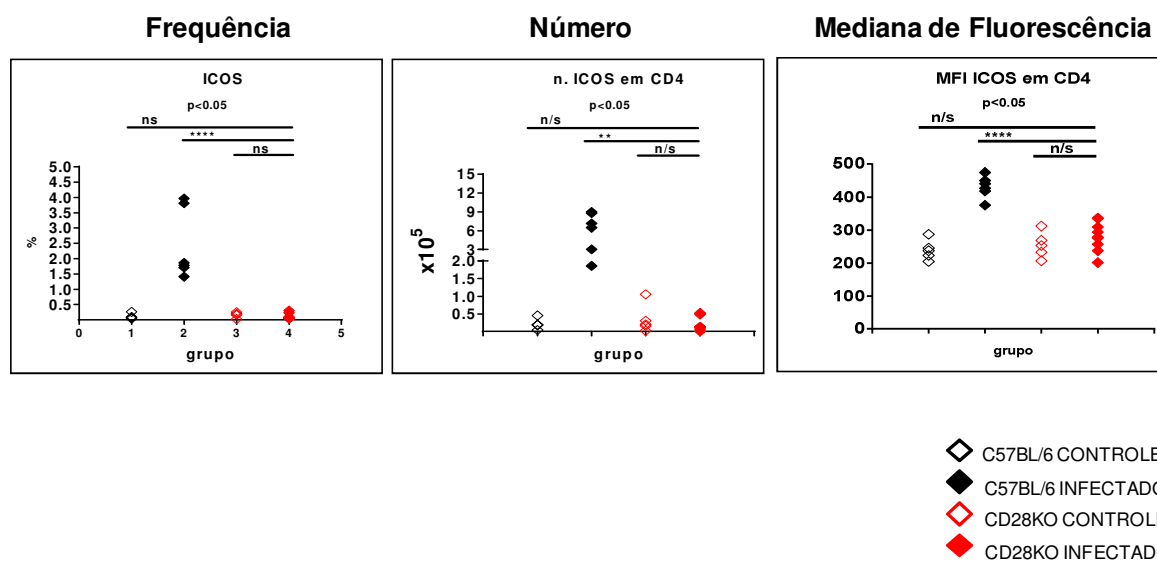 Frequência
Número
Mediana de Fluorescência
ICOS
p<0.05
ns
****
ns
5.0
4.5
4.0
3.5
3.0
2.5
2.0
1.5
1.0
0.5
%
0 1 2 3 4 5
grupo
n. ICOS em CD4
p<0.05
n/s
**
n/s
15
12
9
6
3
2.0
1.5
1.0
0.5
x10⁵
grupo
MFI ICOS em CD4
p<0.05
n/s
****
n/s
500
400
300
200
100
0
grupo
C57BL/6 CONTROLE
C57BL/6 INFECTADO
CD28KO CONTROLE
CD28KO INFECTADO